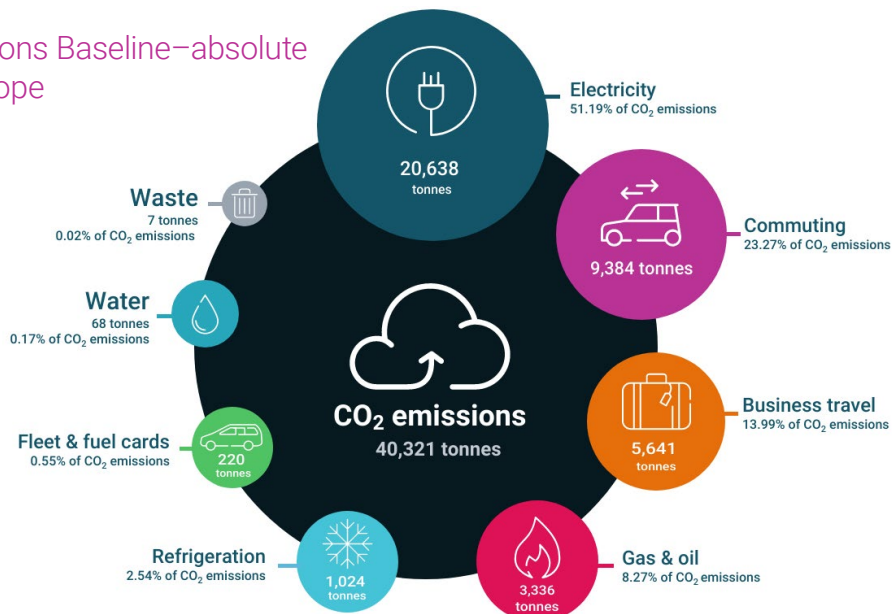 ons Baseline–absolute
ope
20,638
tonnes
Electricity
51.19% of CO₂ emissions
9,384 tonnes
Commuting
23.27% of CO₂ emissions
5,641
tonnes
Business travel
13.99% of CO₂ emissions
3,336
tonnes
Gas & oil
8.27% of CO₂ emissions
1,024
tonnes
Refrigeration
2.54% of CO₂ emissions
220
tonnes
Fleet & fuel cards
0.55% of CO₂ emissions
Water
68 tonnes
0.17% of CO₂ emissions
Waste
7 tonnes
0.02% of CO₂ emissions
CO₂ emissions
40,321 tonnes